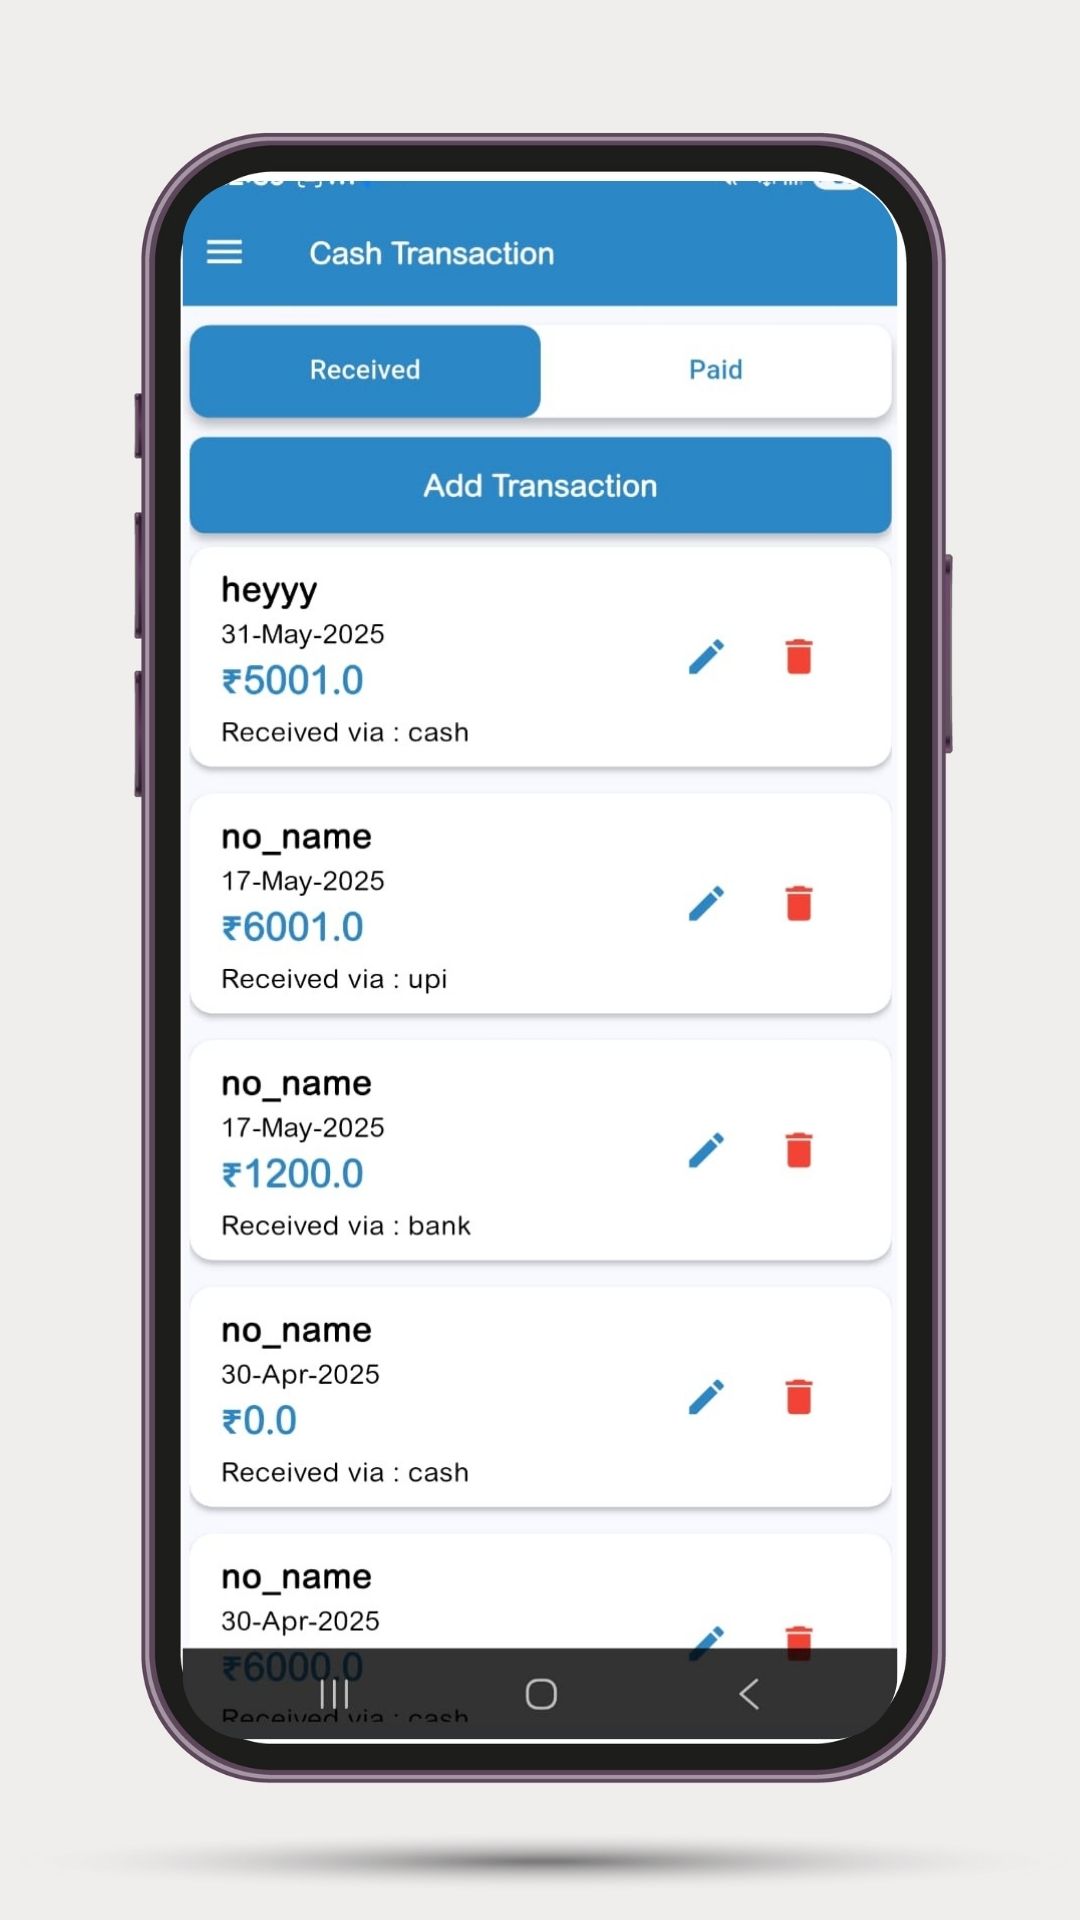 Cash Transaction
Received
Paid
Add Transaction
heyyy
31-May-2025
₹5001.0
Received via : cash
no_name
17-May-2025
₹6001.0
Received via : upi
no_name
17-May-2025
₹1200.0
Received via : bank
no_name
30-Apr-2025
₹0.0
Received via : cash
no_name
30-Apr-2025
₹6000.0
Received via : cash